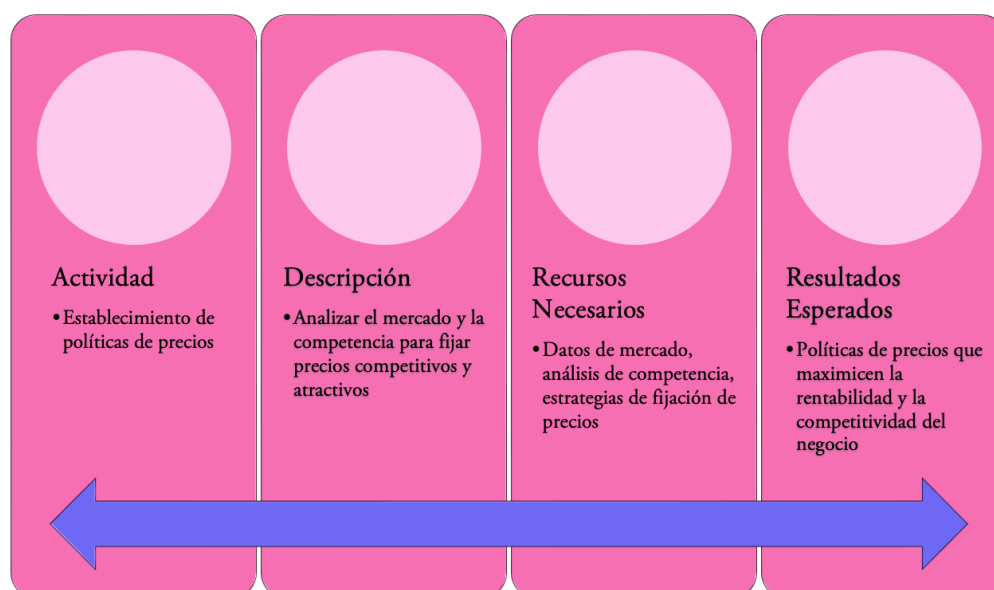 Actividad
•Establecimiento de
políticas de precios
Descripción
•Analizar el mercado y la
competencia para fijar
precios competitivos y
atractivos
Recursos
Necesarios
•Datos de mercado,
análisis de competencia,
estrategias de fijación de
precios
Resultados
Esperados
•Políticas de precios que
maximicen la
rentabilidad y la
competitividad del
negocio